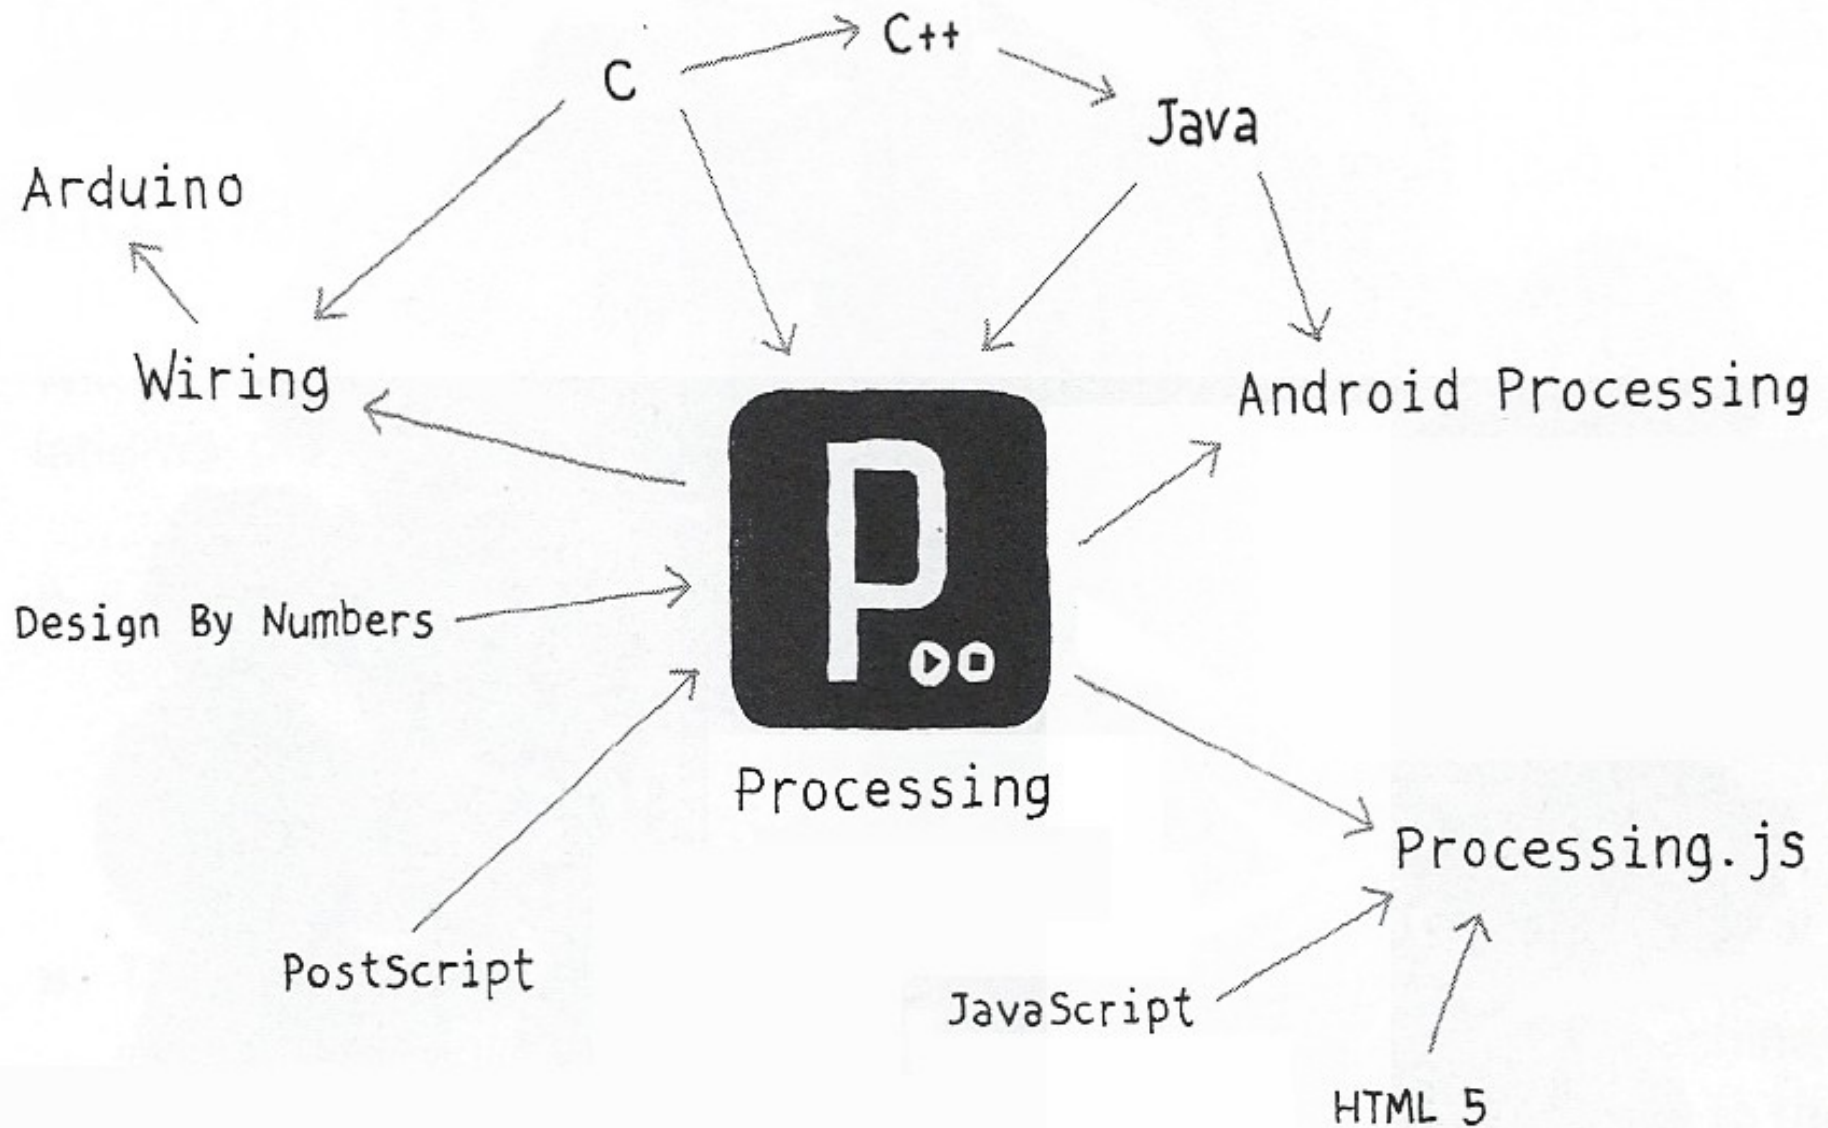 C++
C
Java
Arduino
Wiring
Android Processing
P
Design By Numbers
Processing
Processing.js
PostScript
JavaScript
HTML 5